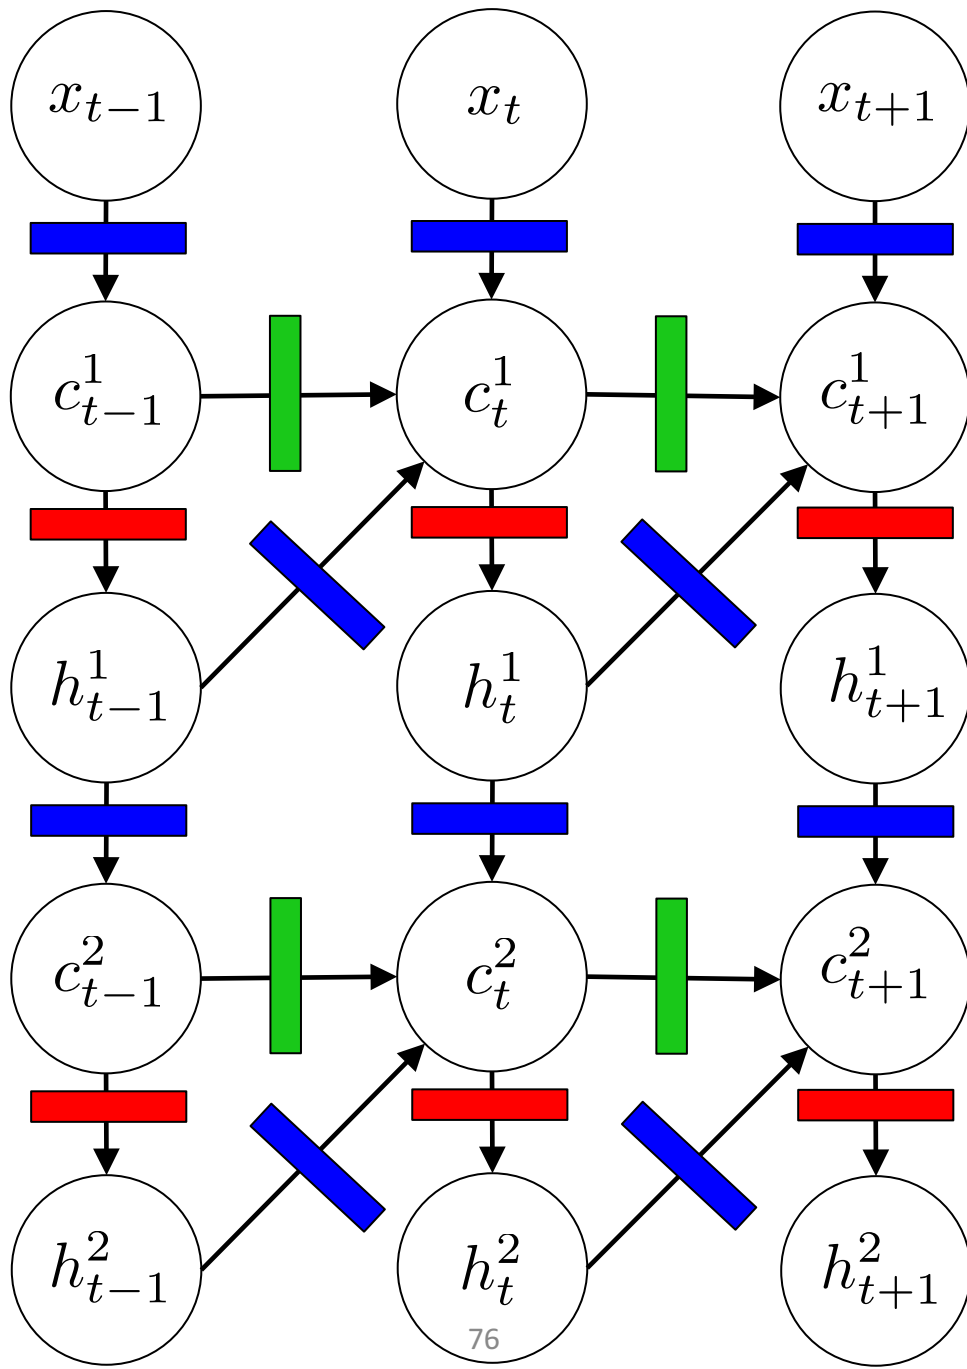 $x_{t-1}$ $x_t$ $x_{t+1}$
$c^1_{t-1}$ $c^1_t$ $c^1_{t+1}$
$h^1_{t-1}$ $h^1_t$ $h^1_{t+1}$
$c^2_{t-1}$ $c^2_t$ $c^2_{t+1}$
$h^2_{t-1}$ $h^2_t$ $h^2_{t+1}$
76